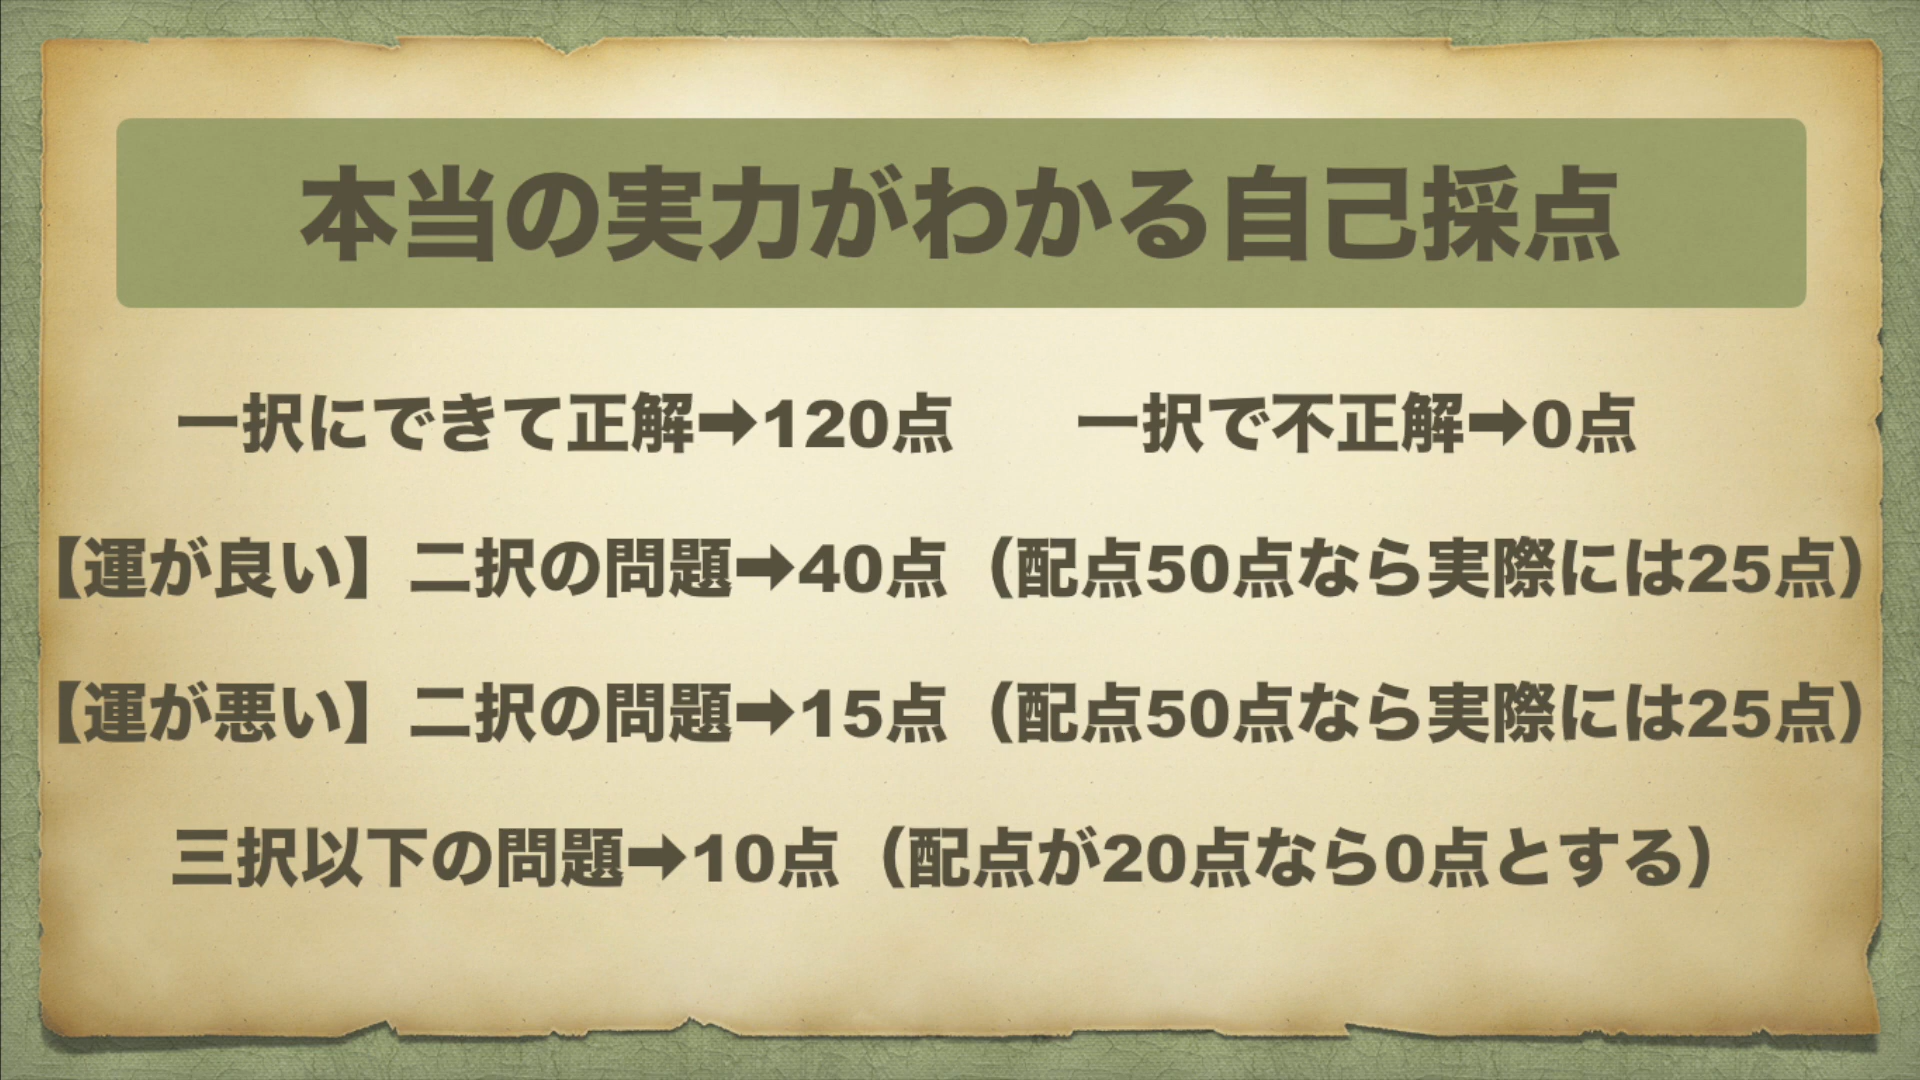 本当の実力がわかる自己採点
一択にできて正解➡120点　　一択で不正解➡0点
【運が良い】二択の問題➡40点（配点50点なら実際には25点）
【運が悪い】二択の問題➡15点（配点50点なら実際には25点）
三択以下の問題➡10点（配点が20点なら0点とする）